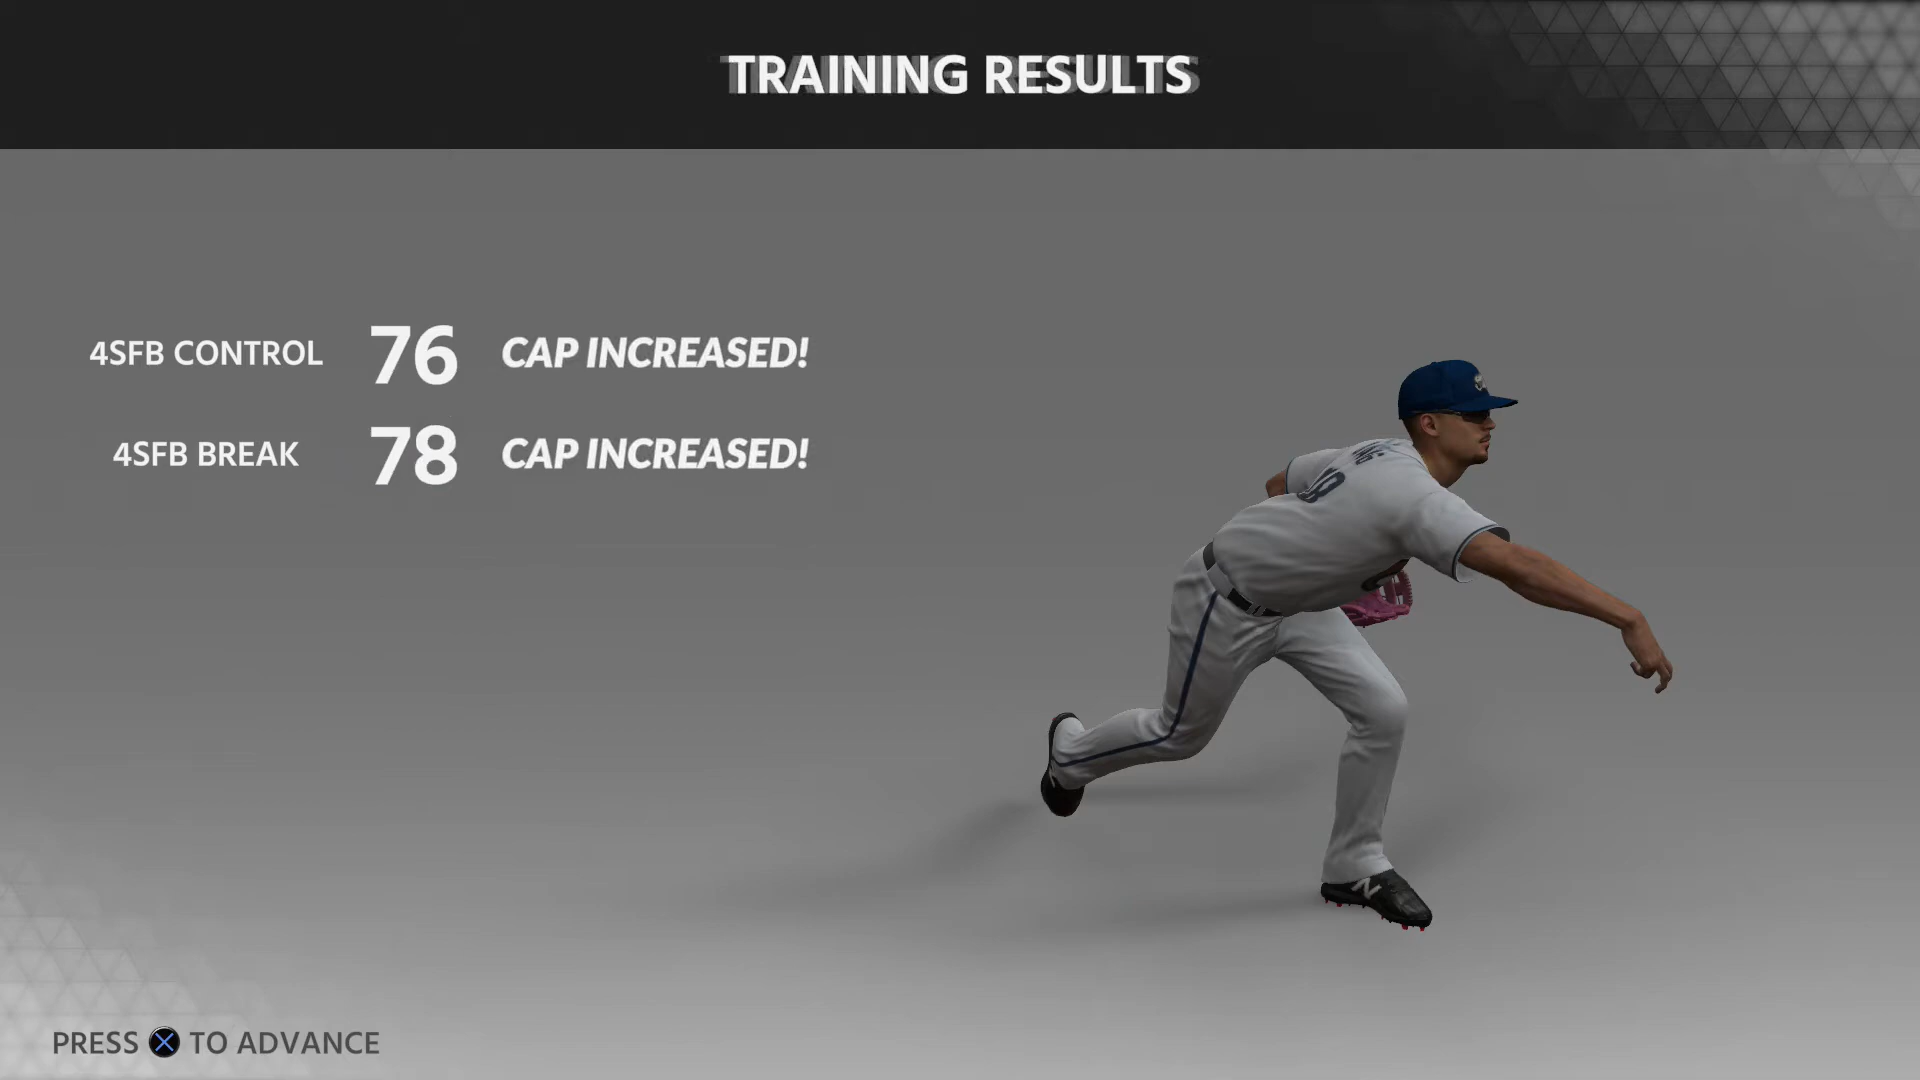 TRAINING RESULTS
4SFB CONTROL 76 CAP INCREASED!
4SFB BREAK 78 CAP INCREASED!
PRESS TO ADVANCE